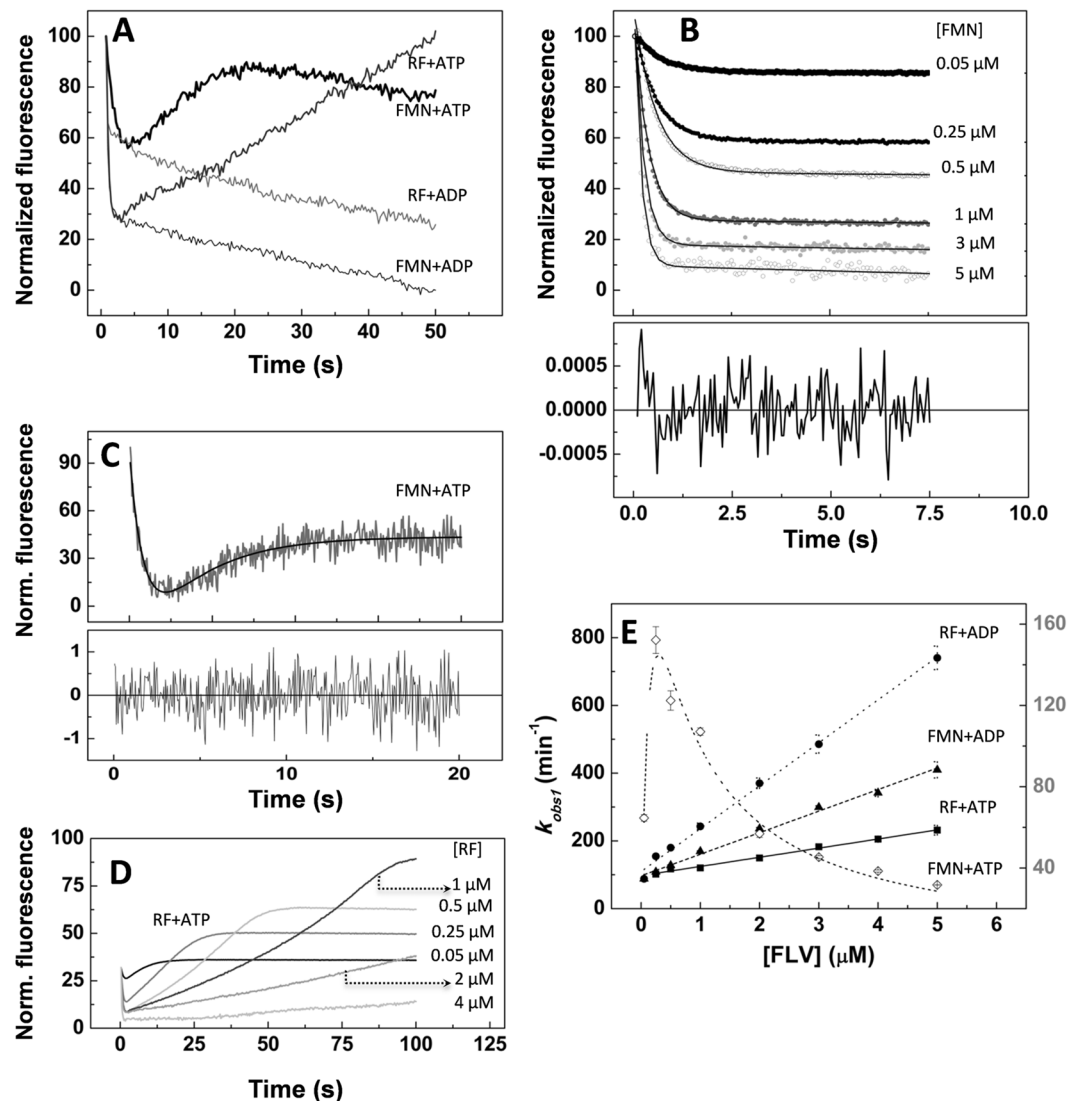 A
Normalized fluorescence
100
80
60
40
20
0
RF+ATP
FMN+ATP
RF+ADP
FMN+ADP
0 10 20 30 40 50
Time (s)
B
Normalized fluorescence
100
80
60
40
20
0
[FMN]
0.05 µM
0.25 µM
0.5 µM
1 µM
3 µM
5 µM
0.0005
0.0000
-0.0005
0.0 2.5 5.0 7.5 10.0
Time (s)
C
Norm. fluorescence
90
60
30
0
FMN+ATP
1
0
-1
0 10 20
Time (s)
D
Norm. fluorescence
100
75
50
25
0
RF+ATP
[RF]
1 µM
0.5 µM
0.25 µM
0.05 µM
2 µM
4 µM
0 25 50 75 100 125
Time (s)
E
kobs1 (min-1)
800
600
400
200
0
160
120
80
40
RF+ADP
FMN+ADP
RF+ATP
FMN+ATP
0 1 2 3 4 5 6
[FLV] (µM)